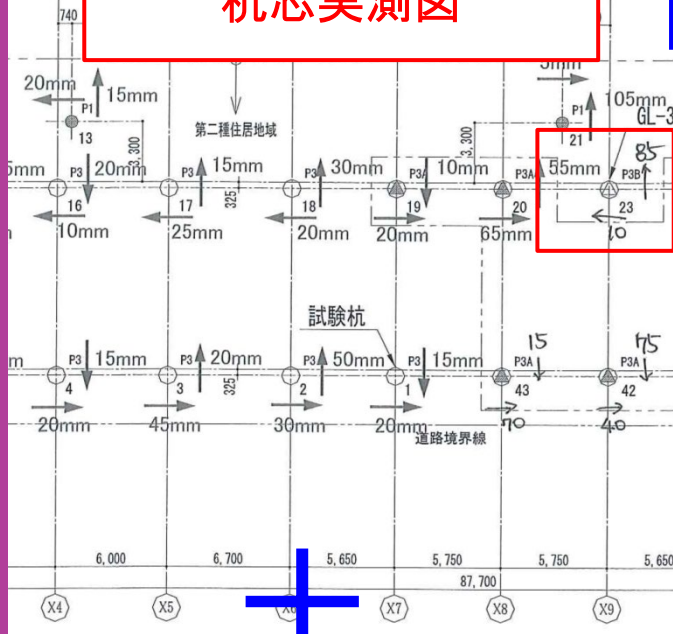 杭芯実測図
740
20mm
15mm
P1
13
3,300
第二種住居地域
5mm
P1
21
3,300
105mm
GL-3
5mm
P3
20mm
16
10mm
P3
15mm
17
25mm
325
P3
30mm
18
20mm
P3A
10mm
19
20mm
P3A
55mm
20
65mm
P3B
85
23
10
試験杭
m
P3
15mm
4
20mm
P3
20mm
3
45mm
325
P3
50mm
2
30mm
P3
15mm
1
20mm
P3A
15
43
70
P3A
75
42
40
道路境界線
6,000
6,700
5,650
5,750
5,750
5,650
87,700
X4
X5
X6
X7
X8
X9